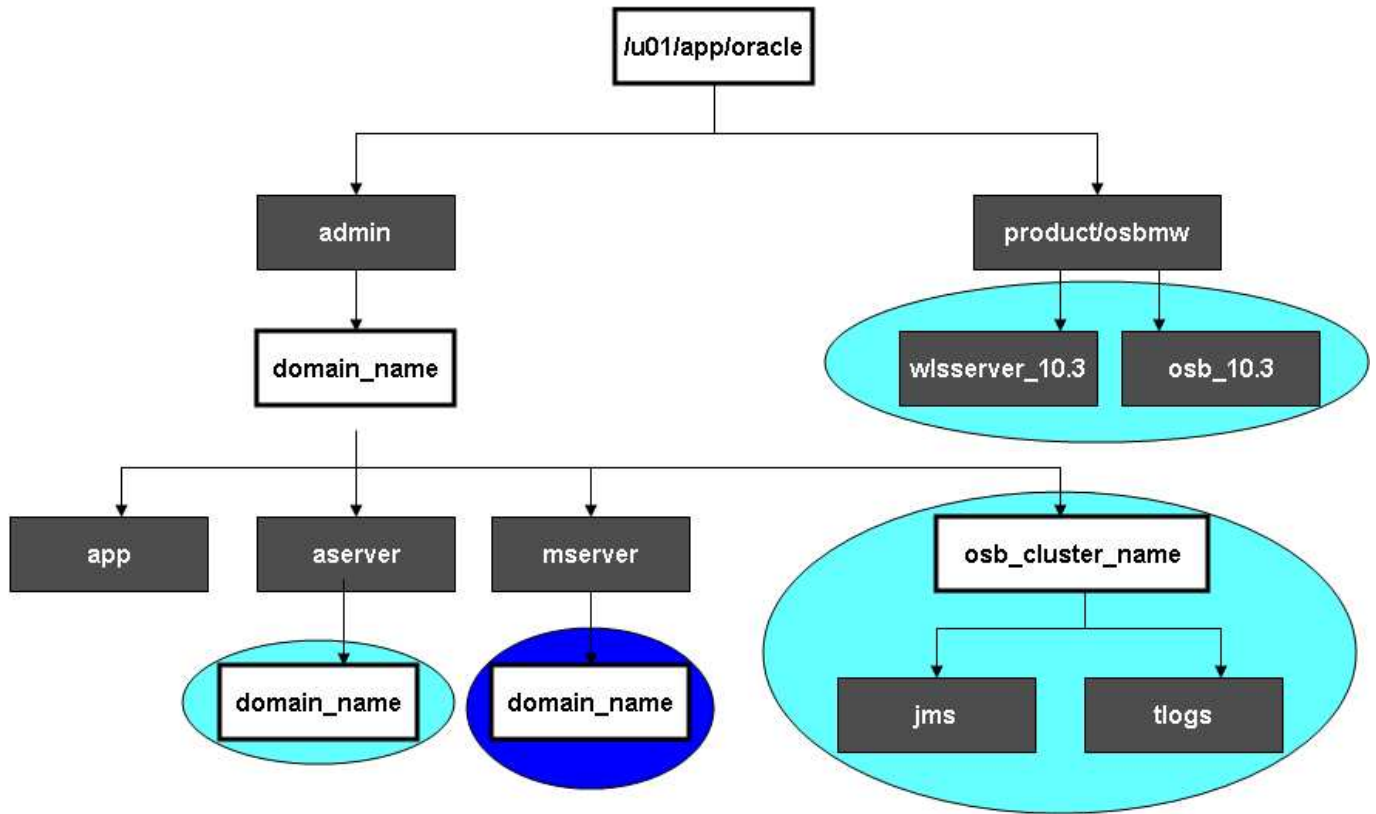 /u01/app/oracle
admin
product/osbmw
domain_name
wlsserver_10.3
osb_10.3
app
aserver
mserver
osb_cluster_name
domain_name
domain_name
jms
tlogs